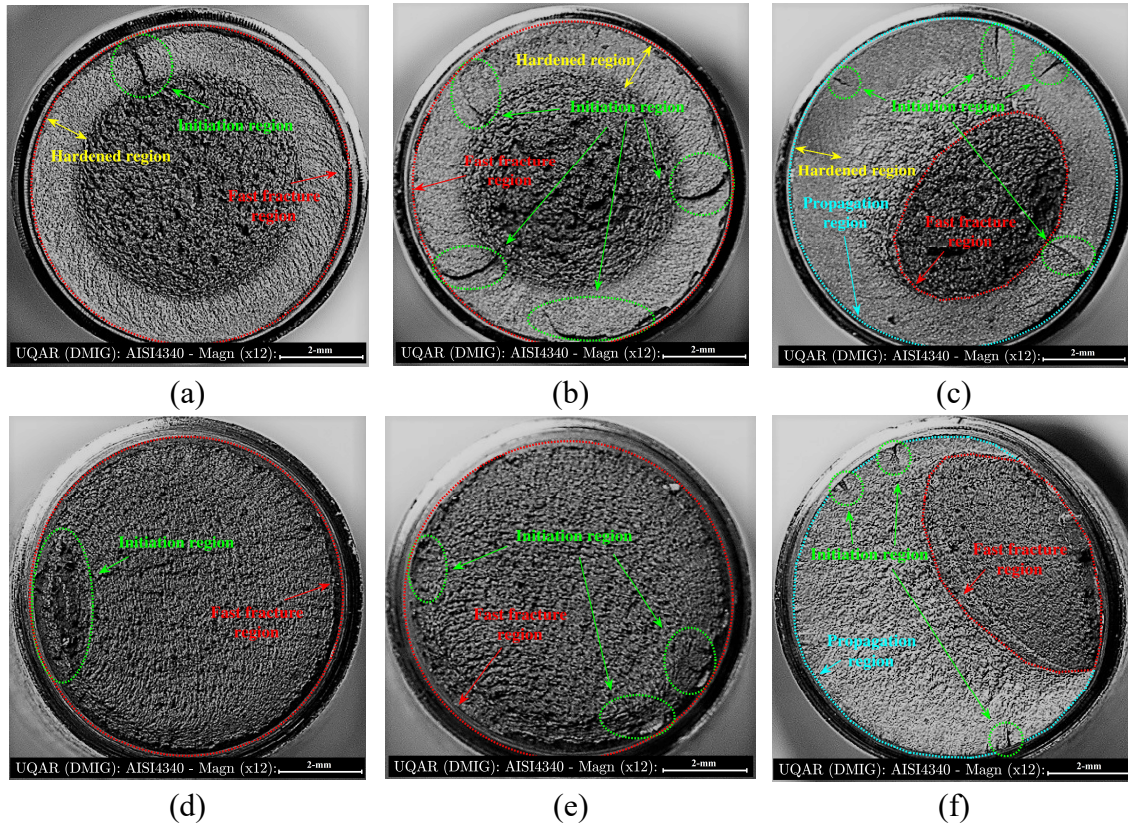 Initiation region
Hardened region
Fast fracture
region
UQAR (DMIG): AISI4340 - Magn (x12):
2-mm
(a)
Hardened region
Initiation region
Fast fracture
region
UQAR (DMIG): AISI4340 - Magn (x12):
2-mm
(b)
Initiation region
Hardened region
Propagation
region
Fast fracture
region
UQAR (DMIG): AISI4340 - Magn (x12):
2-mm
(c)
Initiation region
Fast fracture
region
UQAR (DMIG): AISI4340 - Magn (x12):
2-mm
(d)
Initiation region
Fast fracture
region
UQAR (DMIG): AISI4340 - Magn (x12):
2-mm
(e)
Initiation region
Fast fracture
region
Propagation
region
UQAR (DMIG): AISI4340 - Magn (x12):
2-mm
(f)